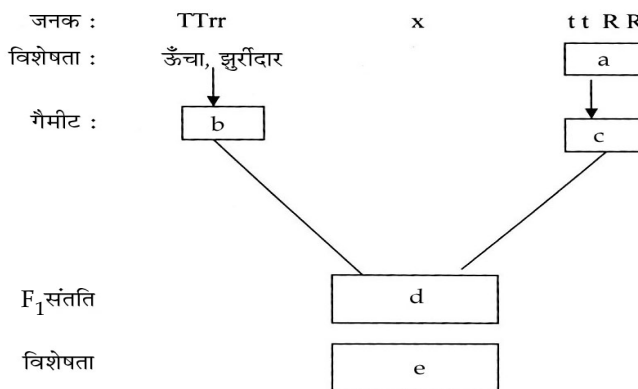 जनक : TTrr x t t R R
विशेषता : ऊँचा, झुर्रीदार a
गैमीट : b c
F1संतति d
विशेषता e